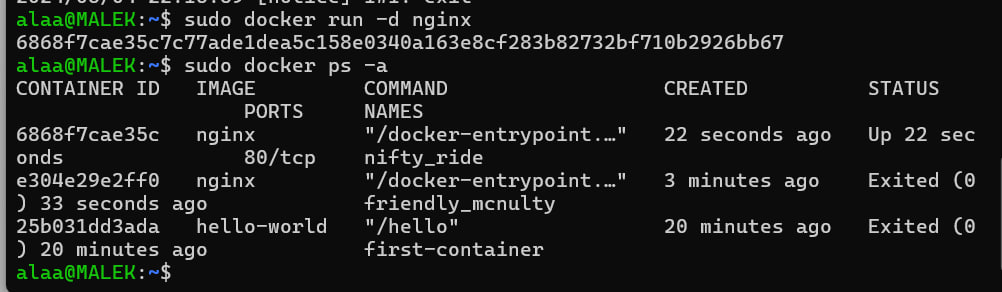 alaa@MALEK:~$ sudo docker run -d nginx
6868f7cae35c7c77ade1dea5c158e0340a163e8cf283b82732bf710b2926bb67
alaa@MALEK:~$ sudo docker ps -a
CONTAINER ID   IMAGE         COMMAND                  CREATED          STATUS
                   PORTS     NAMES
6868f7cae35c   nginx         "/docker-entrypoint.…"   22 seconds ago   Up 22 sec
onds               80/tcp    nifty_ride
e304e29e2ff0   nginx         "/docker-entrypoint.…"   3 minutes ago    Exited (0
) 33 seconds ago             friendly_mcnulty
25b031dd3ada   hello-world   "/hello"                 20 minutes ago   Exited (0
) 20 minutes ago             first-container
alaa@MALEK:~$